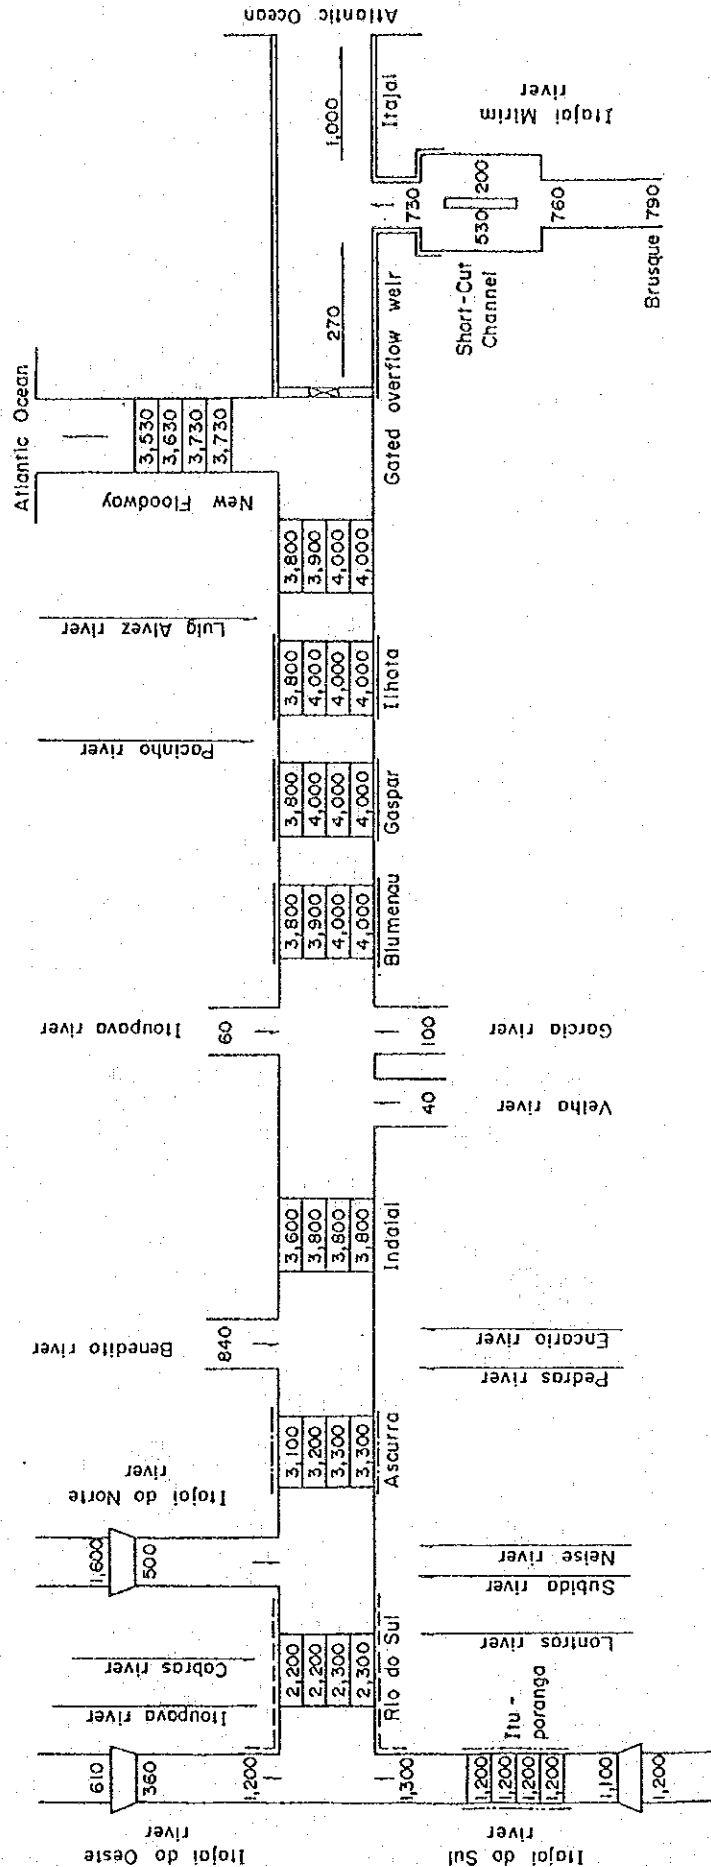 Atlantic Ocean
Itajai do Oeste
river
610
360
1,200
Itoupava river
Cobras river
Itajai do Norte
river
1,600
500
Benedito river
840
Itoupava river
60
Pocinho river
Luig Alvez river
New Floodway
3,530
3,630
3,730
3,730
Atlantic Ocean
2,200
2,200
2,300
2,300
Rio do Sul
3,100
3,200
3,300
3,300
Ascurra
3,600
3,800
3,800
3,800
Indaial
3,800
3,900
4,000
4,000
Blumenau
3,800
4,000
4,000
4,000
Gaspar
3,800
4,000
4,000
4,000
Ilhota
3,800
3,900
4,000
4,000
270
1,000
Gated overflow weir
Itajai
1,300
1,200
1,200
1,200
1,200
Itu-
poranga
1,100
1,200
Itajai do Sul
river
Lontras river
Subida river
Neise river
Pedras river
Encario river
40
Velha river
100
Garcia river
730
530
200
Short-Cut
Channel
760
790
Brusque
Itajai Mirim
river